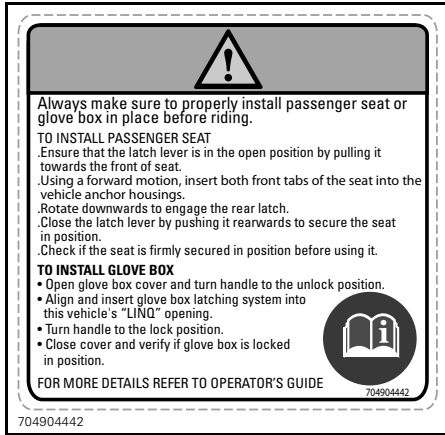 Always make sure to properly install passenger seat or
glove box in place before riding.
TO INSTALL PASSENGER SEAT
.Ensure that the latch lever is in the open position by pulling it
towards the front of seat.
.Using a forward motion, insert both front tabs of the seat into the
vehicle anchor housings.
.Rotate downwards to engage the rear latch.
.Close the latch lever by pushing it rearwards to secure the seat
in position.
.Check if the seat is firmly secured in position before using it.
TO INSTALL GLOVE BOX
• Open glove box cover and turn handle to the unlock position.
• Align and insert glove box latching system into
this vehicle's "LINQ" opening.
• Turn handle to the lock position.
• Close cover and verify if glove box is locked
in position.
FOR MORE DETAILS REFER TO OPERATOR'S GUIDE
704904442
704904442